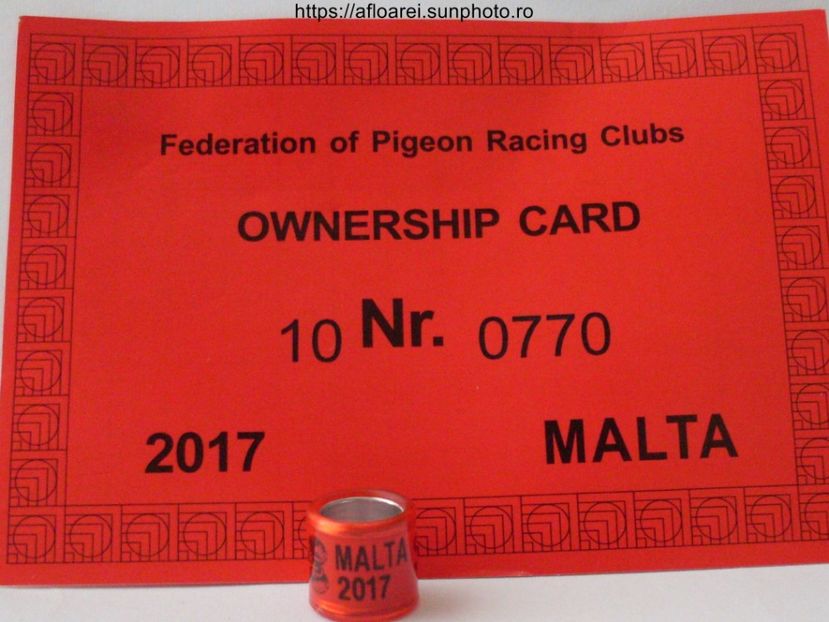 https://afloarei.sunphoto.ro
Federation of Pigeon Racing Clubs
OWNERSHIP CARD
10 Nr. 0770
2017 MALTA
MALTA
2017